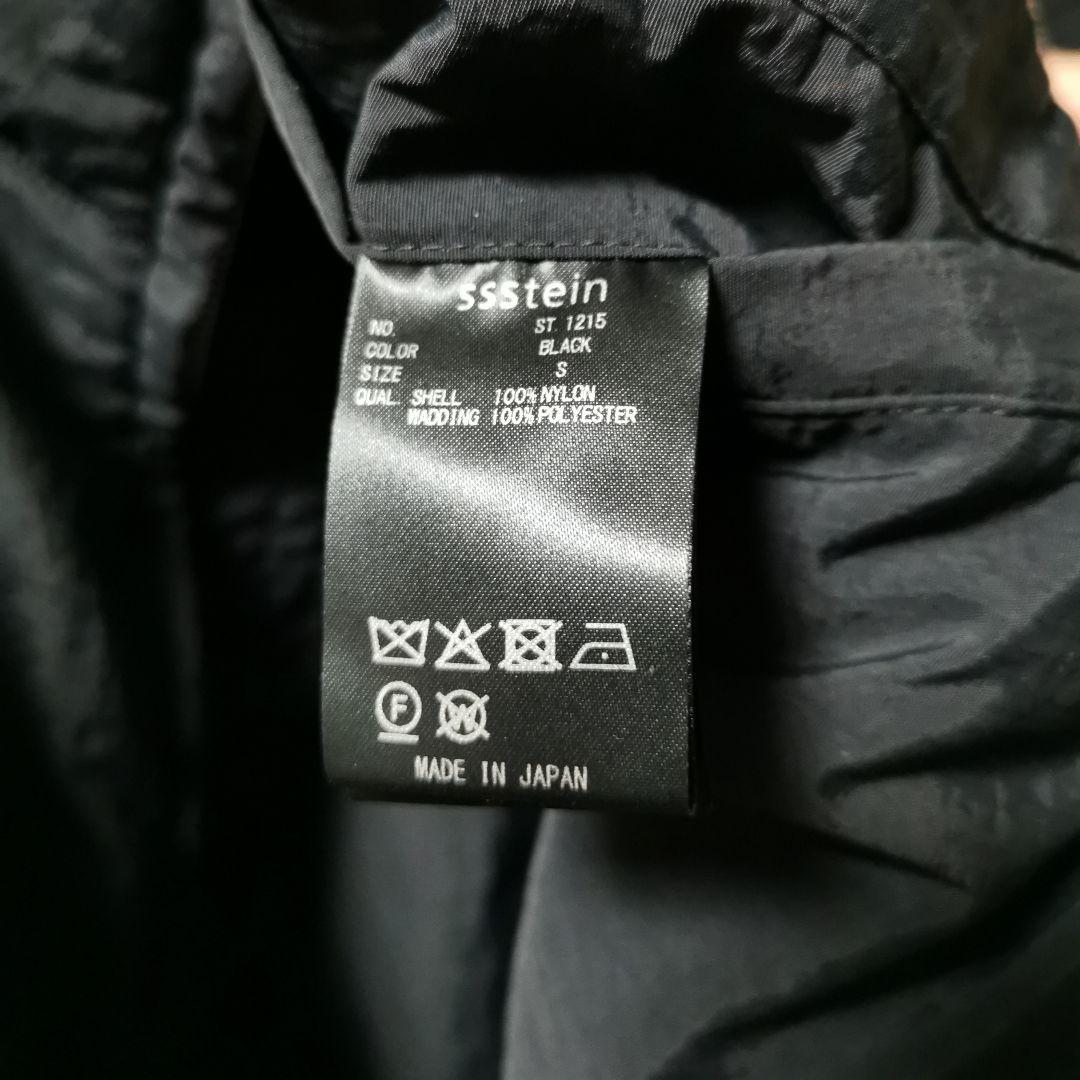 ssstein
NO. ST 1215
COLOR BLACK
SIZE S
QUAL SHELL 100% NYLON
WADDING 100% POLYESTER
F W
MADE IN JAPAN